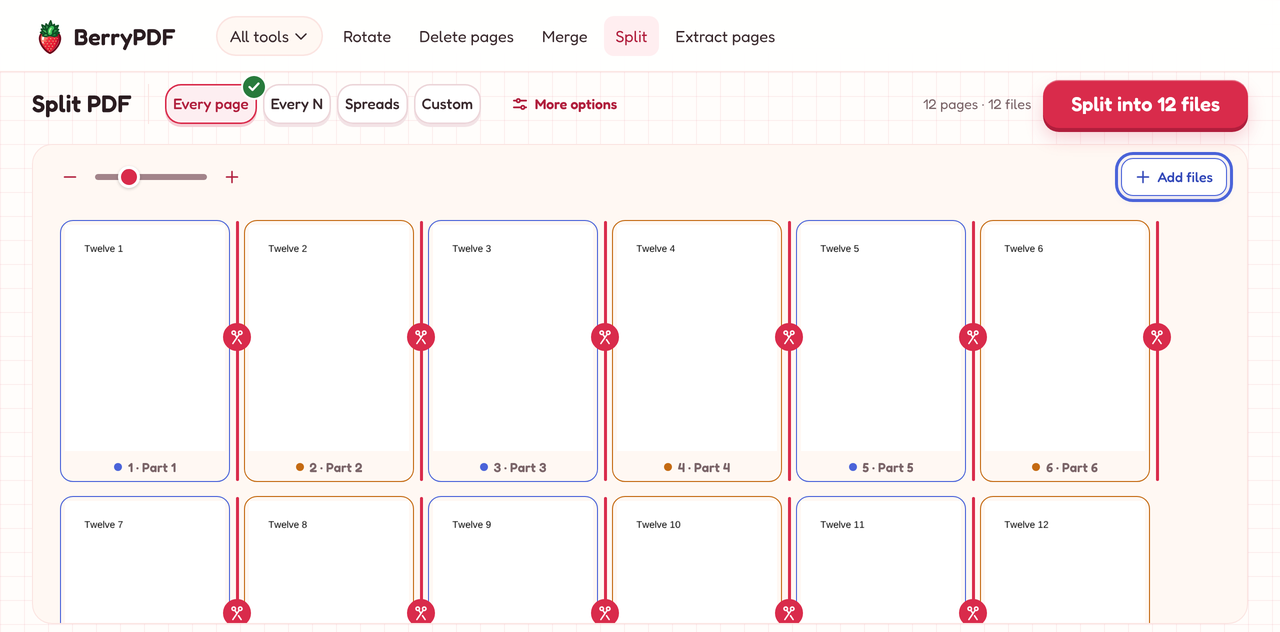 BerryPDF
All tools
Rotate
Delete pages
Merge
Split
Extract pages
Split PDF
Every page
Every N
Spreads
Custom
More options
12 pages · 12 files
Split into 12 files
Add files
Twelve 1
Twelve 2
Twelve 3
Twelve 4
Twelve 5
Twelve 6
1 · Part 1
2 · Part 2
3 · Part 3
4 · Part 4
5 · Part 5
6 · Part 6
Twelve 7
Twelve 8
Twelve 9
Twelve 10
Twelve 11
Twelve 12